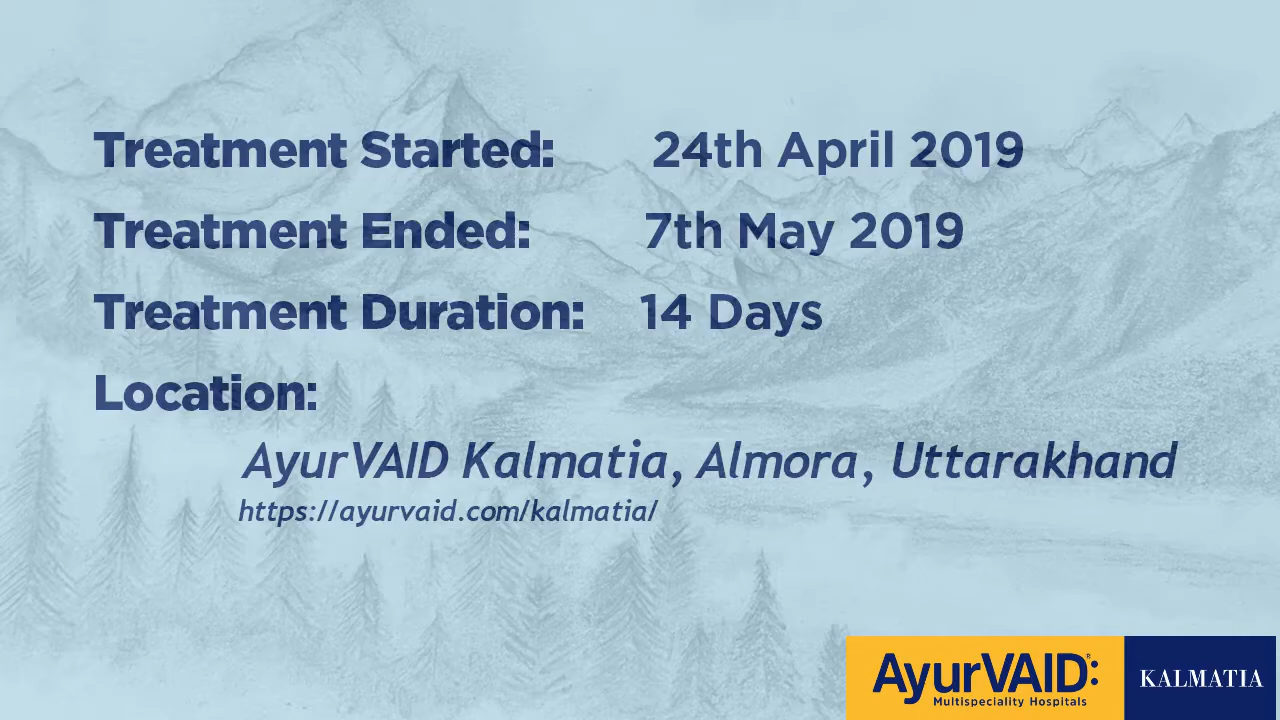 Treatment Started: 24th April 2019
Treatment Ended: 7th May 2019
Treatment Duration: 14 Days
Location:
AyurVAID Kalmatia, Almora, Uttarakhand
https://ayurvaid.com/kalmatia/
AyurVAID:®
Multispeciality Hospitals
KALMATIA